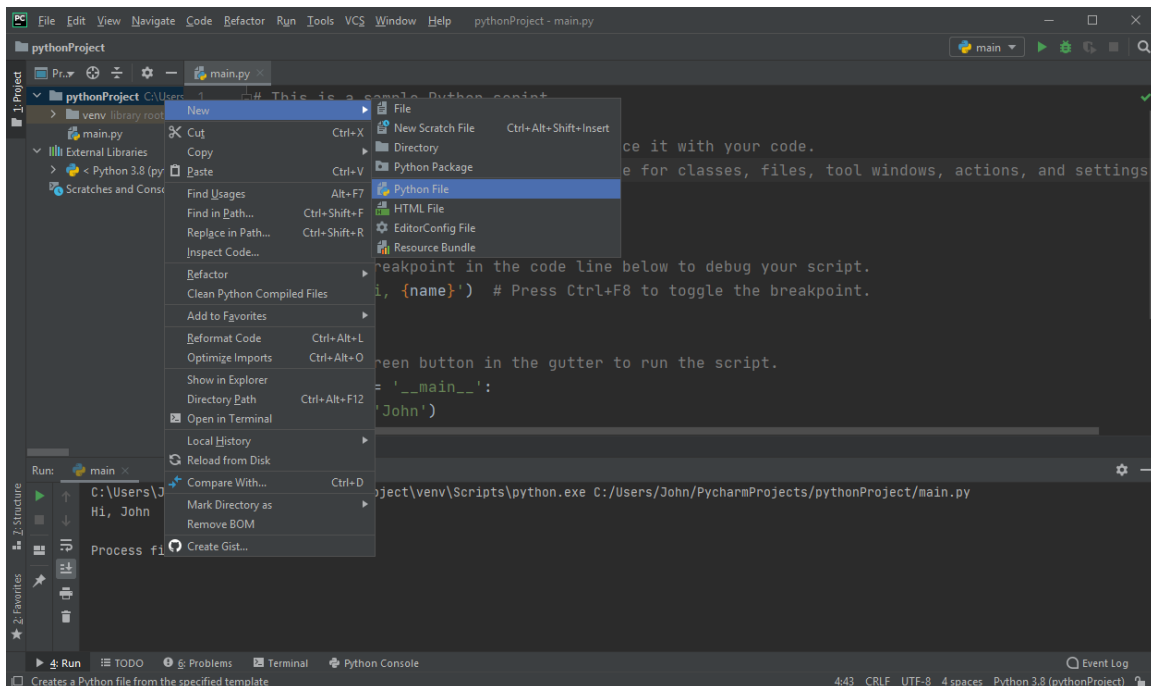 File Edit View Navigate Code Refactor Run Tools VCS Window Help pythonProject - main.py
pythonProject
main
1: Project
Pr...
main.py
pythonProject C:\Users
1 # This is a sample Python script
venv library root
main.py
External Libraries
< Python 3.8 (py
Scratches and Conso
New
Cut Ctrl+X
Copy
Paste Ctrl+V
Find Usages Alt+F7
Find in Path... Ctrl+Shift+F
Replace in Path... Ctrl+Shift+R
Inspect Code...
Refactor
Clean Python Compiled Files
Add to Favorites
Reformat Code Ctrl+Alt+L
Optimize Imports Ctrl+Alt+O
Show in Explorer
Directory Path Ctrl+Alt+F12
Open in Terminal
Local History
Reload from Disk
Compare With... Ctrl+D
Mark Directory as
Remove BOM
Create Gist...
File
New Scratch File Ctrl+Alt+Shift+Insert
Directory
Python Package
Python File
HTML File
EditorConfig File
Resource Bundle
ce it with your code.
e for classes, files, tool windows, actions, and settings
reakpoint in the code line below to debug your script.
i, {name}') # Press Ctrl+F8 to toggle the breakpoint.
reen button in the gutter to run the script.
= '__main__':
'John')
Run: main
C:\Users\J
oject\venv\Scripts\python.exe C:/Users/John/PycharmProjects/pythonProject/main.py
Hi, John
Process fi
Z: Structure
2: Favorites
4: Run TODO 6: Problems Terminal Python Console Event Log
Creates a Python file from the specified template 4:43 CRLF UTF-8 4 spaces Python 3.8 (pythonProject)